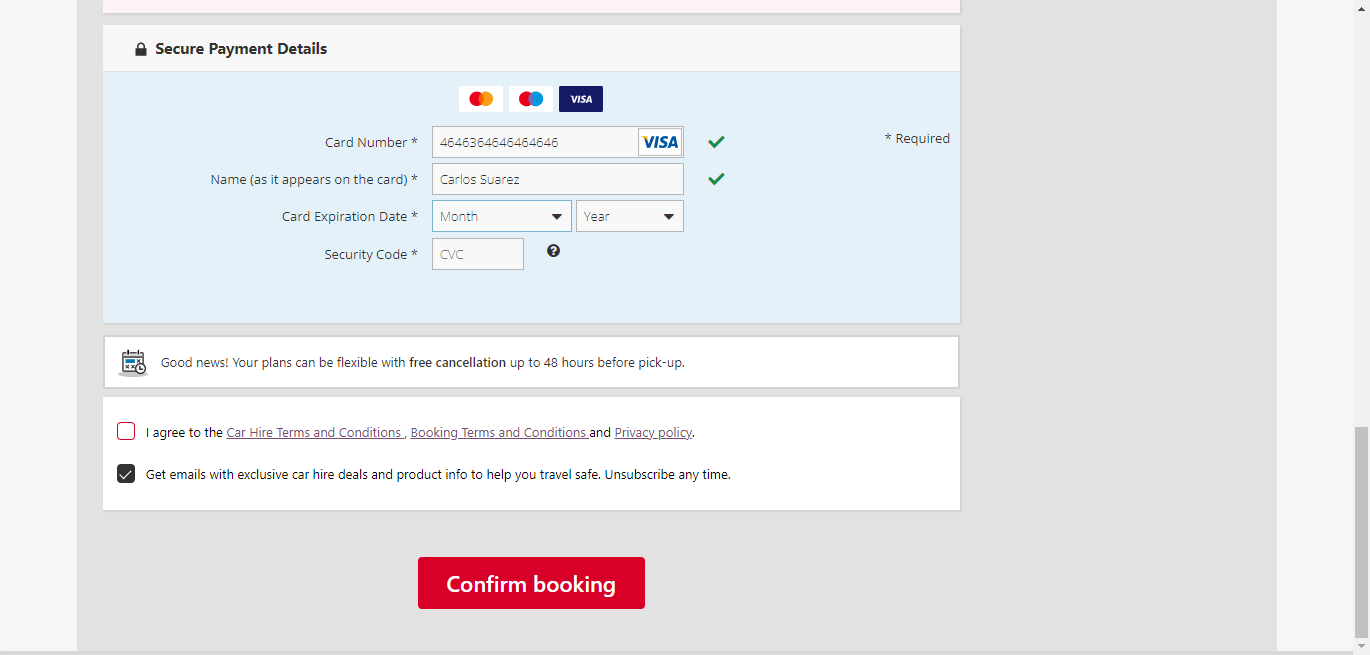 Secure Payment Details
VISA
Card Number *
4646364646464646
VISA
* Required
Name (as it appears on the card) *
Carlos Suarez
Card Expiration Date *
Month
Year
Security Code *
CVC
?
Good news! Your plans can be flexible with free cancellation up to 48 hours before pick-up.
I agree to the Car Hire Terms and Conditions , Booking Terms and Conditions and Privacy policy.
Get emails with exclusive car hire deals and product info to help you travel safe. Unsubscribe any time.
Confirm booking